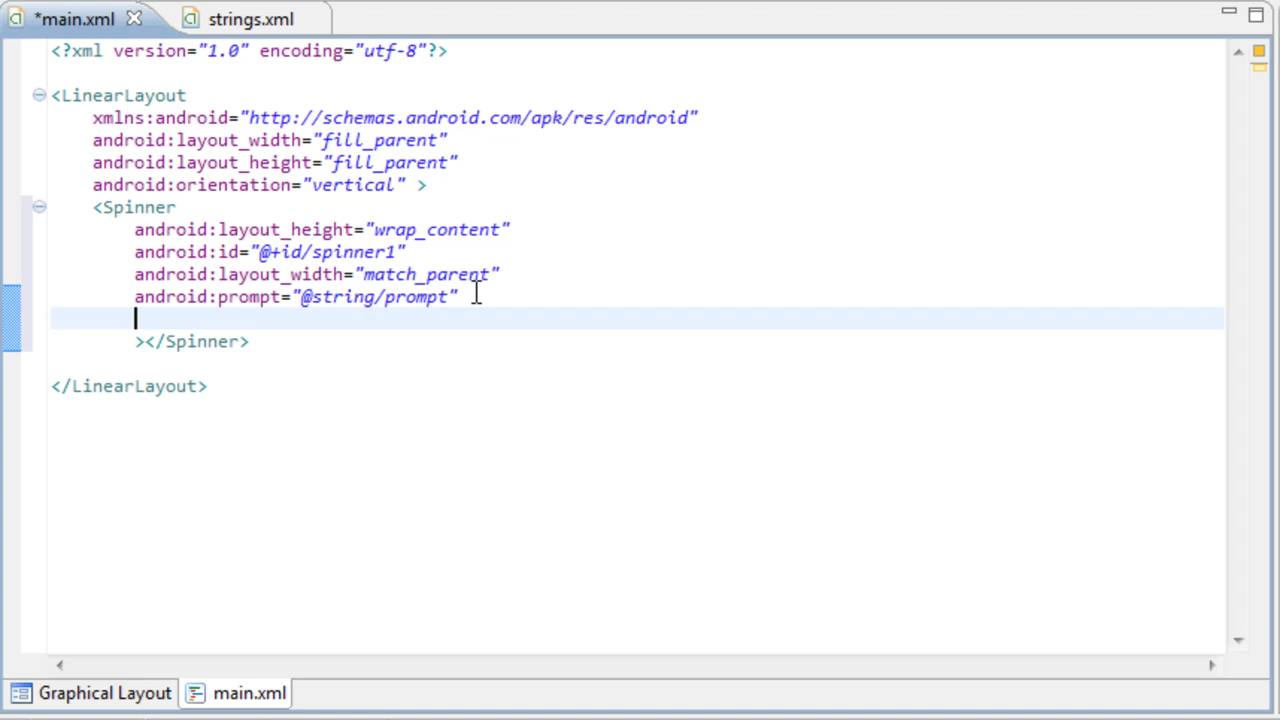 *main.xml
strings.xml
<?xml version="1.0" encoding="utf-8"?>
<LinearLayout
xmlns:android="http://schemas.android.com/apk/res/android"
android:layout_width="fill_parent"
android:layout_height="fill_parent"
android:orientation="vertical" >
<Spinner
android:layout_height="wrap_content"
android:id="@+id/spinner1"
android:layout_width="match_parent"
android:prompt="@string/prompt"
></Spinner>
</LinearLayout>
Graphical Layout
main.xml